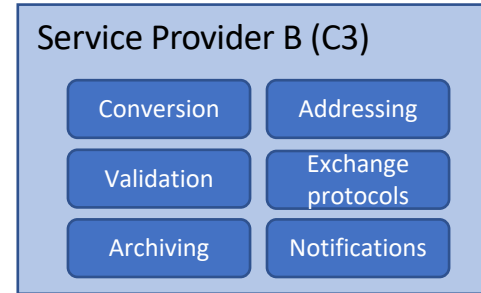 Service Provider B (C3)
Conversion
Addressing
Validation
Exchange
protocols
Archiving
Notifications